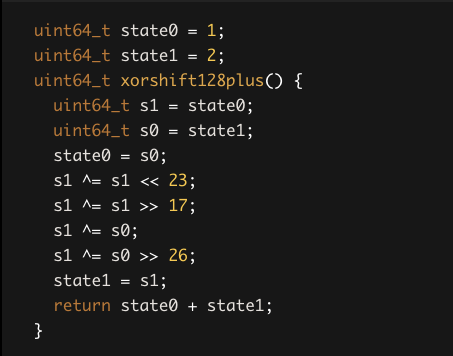 uint64_t state0 = 1;
uint64_t state1 = 2;
uint64_t xorshift128plus() {
  uint64_t s1 = state0;
  uint64_t s0 = state1;
  state0 = s0;
  s1 ^= s1 << 23;
  s1 ^= s1 >> 17;
  s1 ^= s0;
  s1 ^= s0 >> 26;
  state1 = s1;
  return state0 + state1;
}